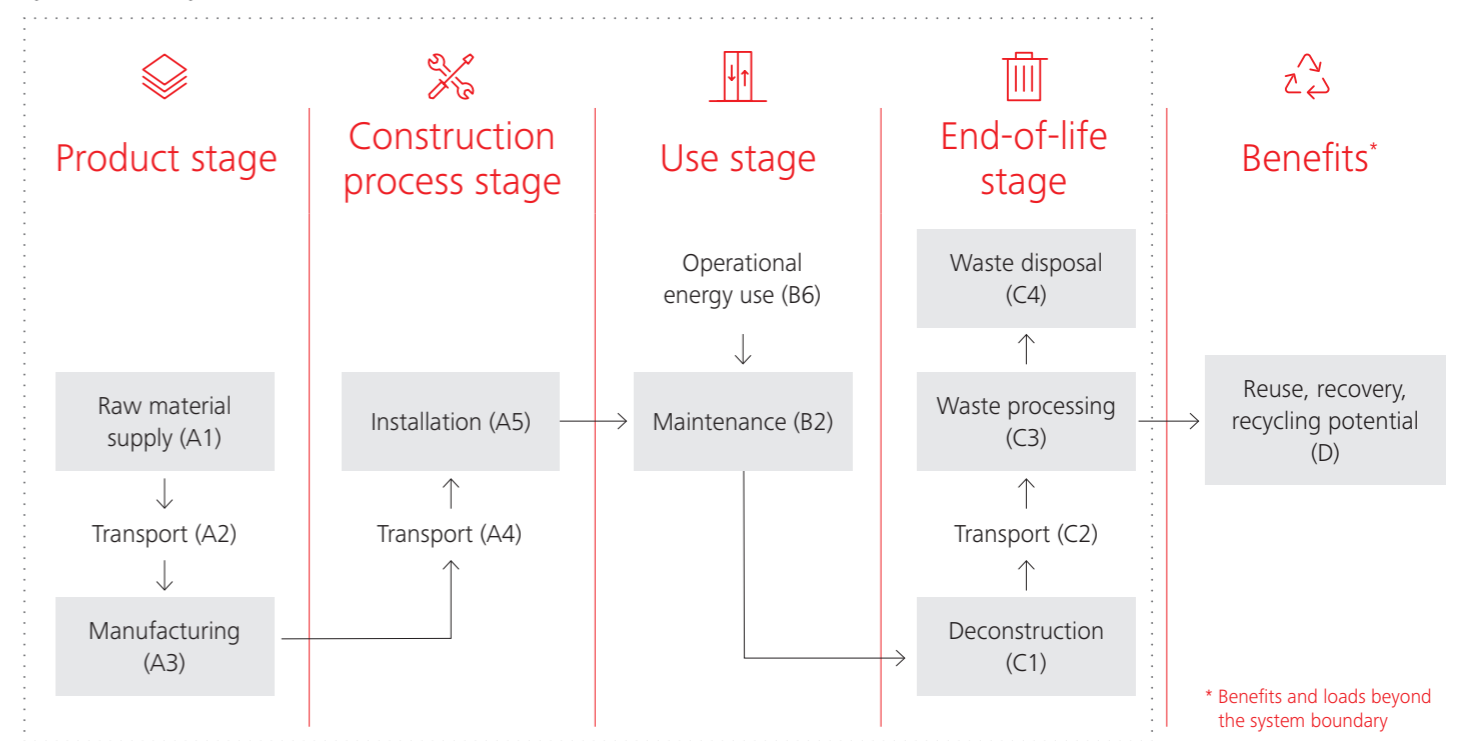 Product stage
Raw material
supply (A1)
Transport (A2)
Manufacturing
(A3)
Construction
process stage
Installation (A5)
Transport (A4)
Use stage
Operational
energy use (B6)
Maintenance (B2)
End-of-life
stage
Waste disposal
(C4)
Waste processing
(C3)
Transport (C2)
Deconstruction
(C1)
Benefits*
Reuse, recovery,
recycling potential
(D)
* Benefits and loads beyond
the system boundary